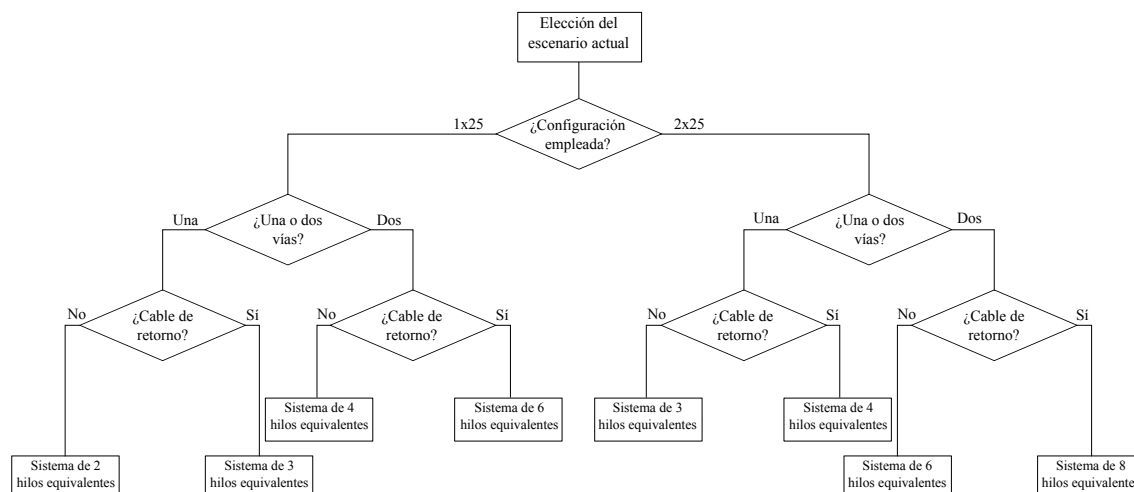 Elección del
escenario actual
1x25
¿Configuración
empleada?
2x25
Una
¿Una o dos
vías?
Dos
Una
¿Una o dos
vías?
Dos
No
¿Cable de
retorno?
Sí
No
¿Cable de
retorno?
Sí
No
¿Cable de
retorno?
Sí
No
¿Cable de
retorno?
Sí
Sistema de 4
hilos equivalentes
Sistema de 6
hilos equivalentes
Sistema de 3
hilos equivalentes
Sistema de 4
hilos equivalentes
Sistema de 2
hilos equivalentes
Sistema de 3
hilos equivalentes
Sistema de 6
hilos equivalentes
Sistema de 8
hilos equivalentes